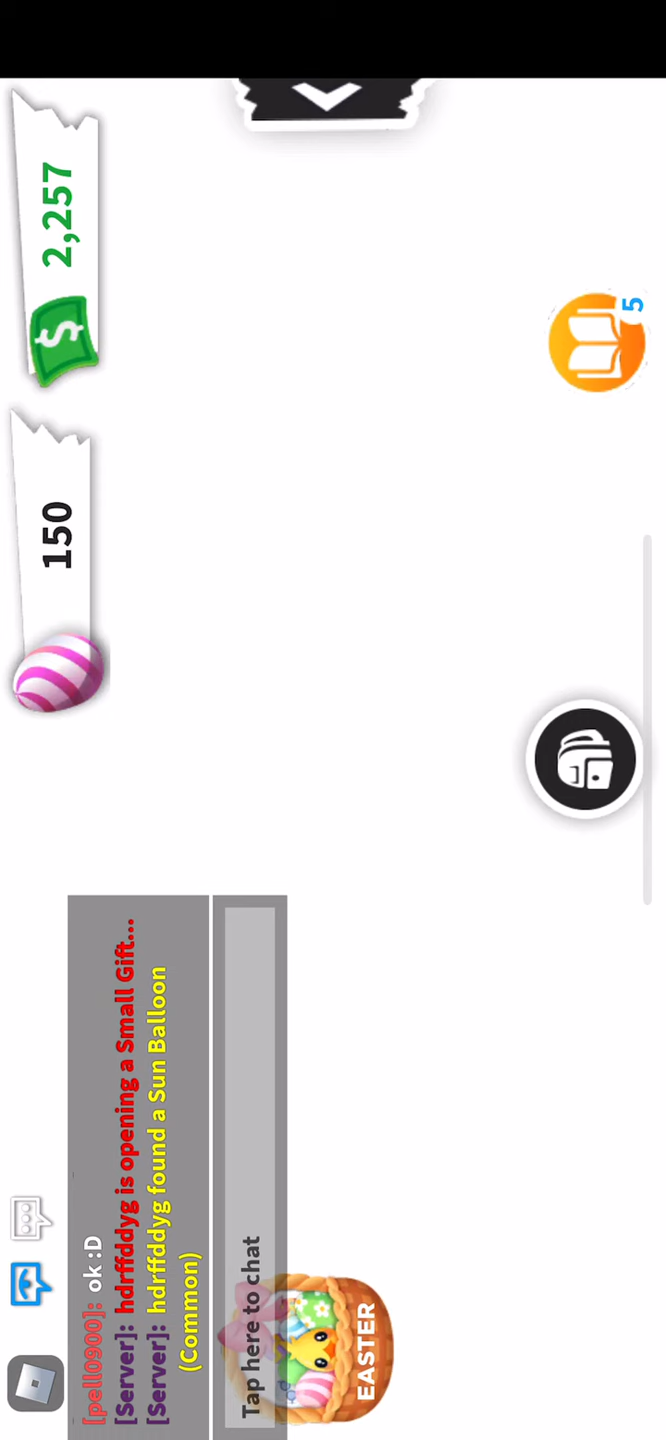 [pell0900]: ok :D
[Server]: hdrffddyg is opening a Small Gift...
[Server]: hdrffddyg found a Sun Balloon
(Common)
Tap here to chat
EASTER
150
$ 2,257
5